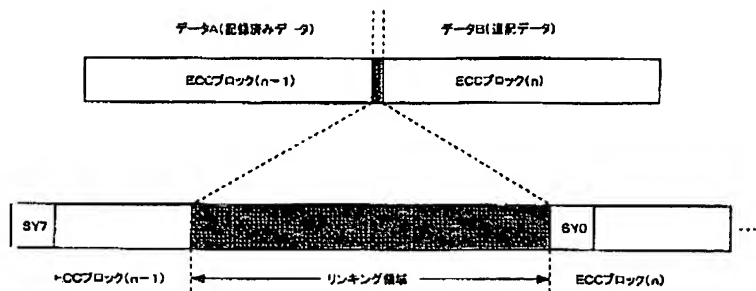 データA(記録済みデータ) データB(追記データ)
ECCブロック(n-1) ECCブロック(n)
SY7 SY0
ECCブロック(n-1) リンキング領域 ECCブロック(n)